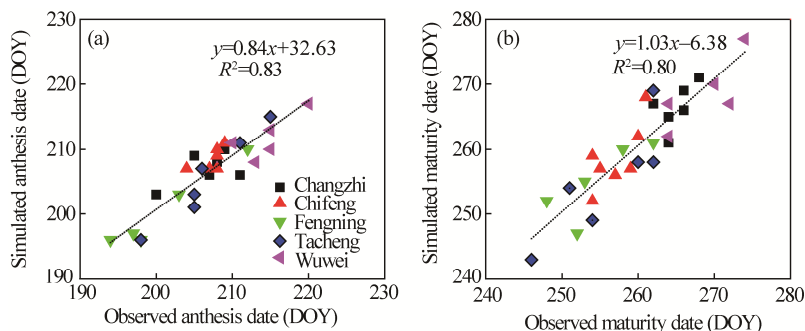 (a)
y=0.84x+32.63
R²=0.83
Simulated anthesis date (DOY)
230
220
210
200
190
190 200 210 220 230
Observed anthesis date (DOY)
Changzhi
Chifeng
Fengning
Tacheng
Wuwei
(b)
y=1.03x–6.38
R²=0.80
Simulated maturity date (DOY)
280
270
260
250
240
240 250 260 270 280
Observed maturity date (DOY)